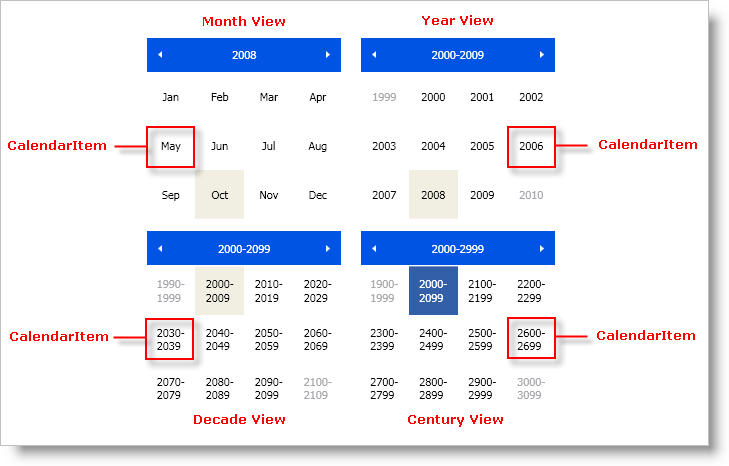 Month View
Year View
2008
2000-2009
Jan Feb Mar Apr
1999 2000 2001 2002
CalendarItem
May Jun Jul Aug
2003 2004 2005 2006
CalendarItem
Sep Oct Nov Dec
2007 2008 2009 2010
2000-2099
2000-2999
1990- 2000- 2010- 2020-
1999 2009 2019 2029
1900- 2000- 2100- 2200-
1999 2099 2199 2299
CalendarItem
2030- 2040- 2050- 2060-
2039 2049 2059 2069
2300- 2400- 2500- 2600-
2399 2499 2599 2699
CalendarItem
2070- 2080- 2090- 2100-
2079 2089 2099 2109
2700- 2800- 2900- 3000-
2799 2899 2999 3099
Decade View
Century View